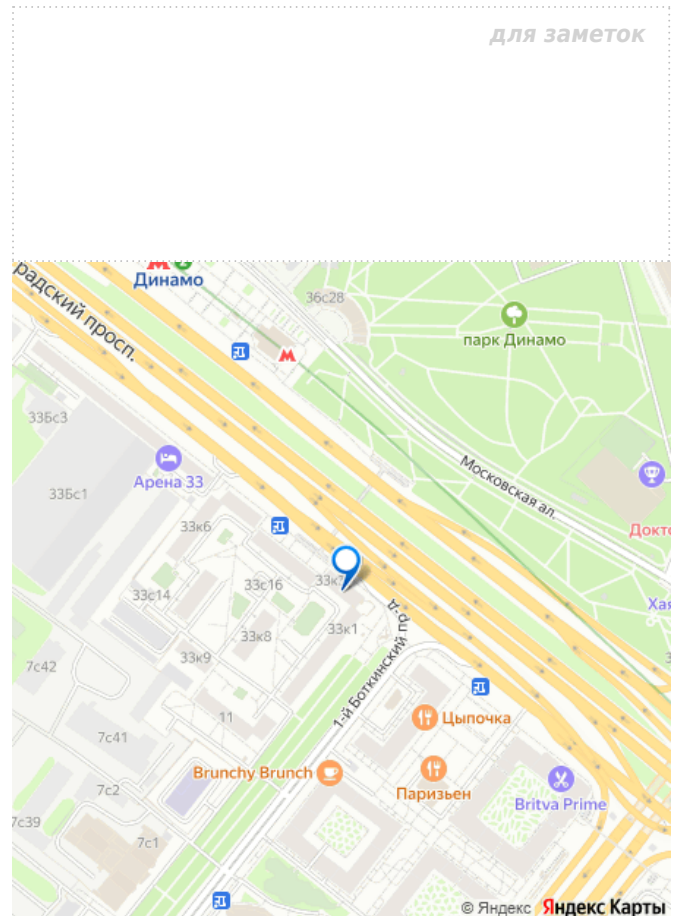 для заметок
Динамо
36с28
радский просп.
парк Динамо
33Бс3
Арена 33
Московская ал.
33Бс1
Докто
33к6
33с16
33к
33с14
Хая
33к8
33к1
1-й Боткинский пр-д
33к9
7с42
11
Цыпочка
7с41
Brunchy Brunch
7с2
Паризьен
Britva Prime
7с39
7с1
© Яндекс Яндекс Карты